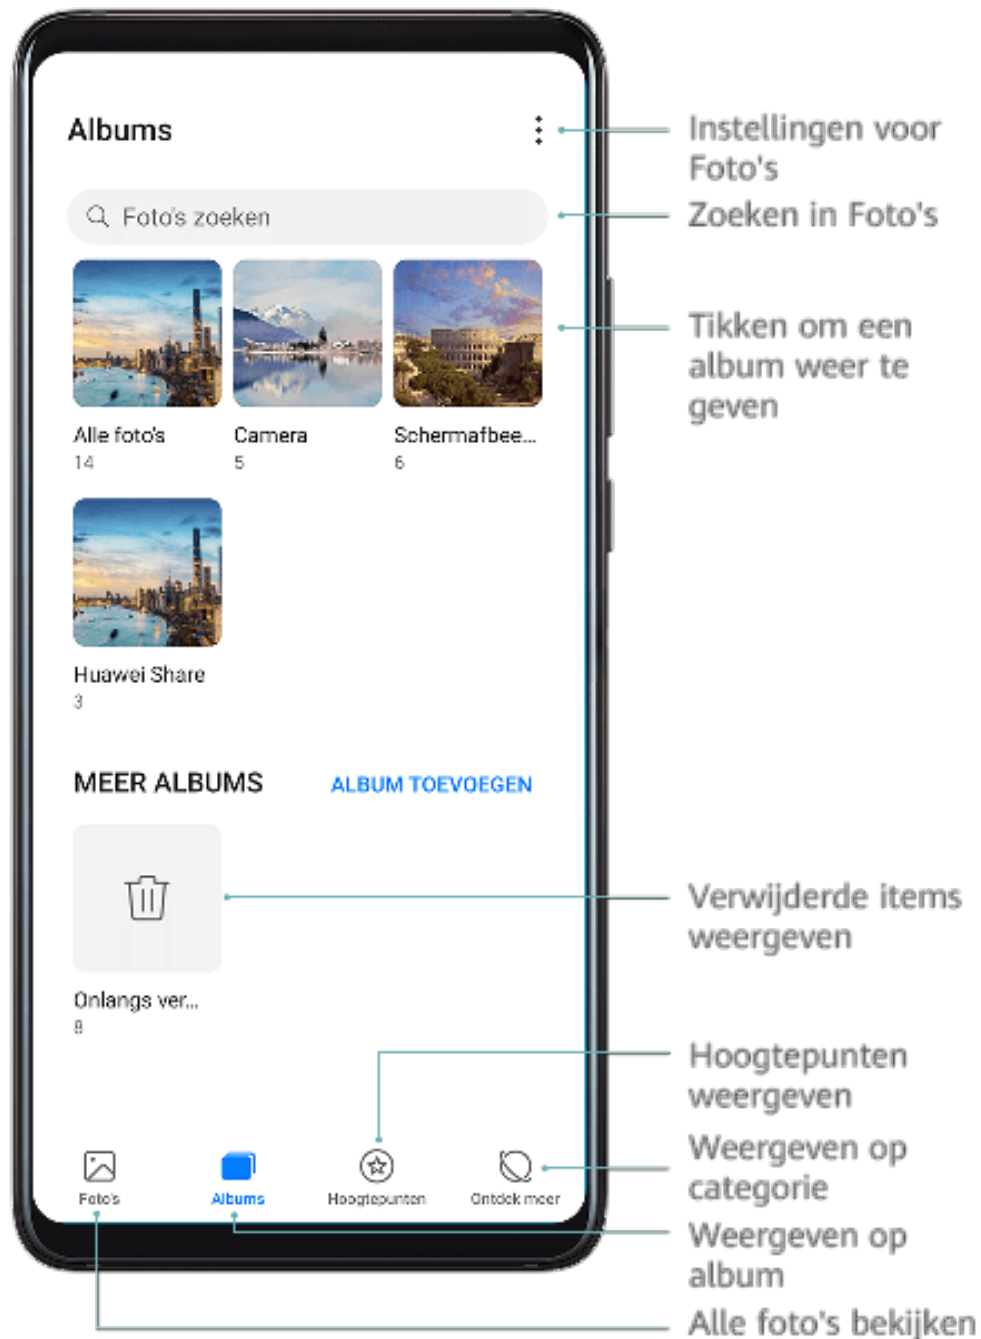 Albums
Instellingen voor
Foto's
Foto's zoeken
Zoeken in Foto's
Tikken om een
album weer te
geven
Alle foto's
14
Camera
5
Schermafbee...
6
Huawei Share
3
MEER ALBUMS
ALBUM TOEVOEGEN
Verwijderde items
weergeven
Onlangs ver...
8
Hoogtepunten
weergeven
Weergeven op
categorie
Foto's
Albums
Hoogtepunten
Ontdek meer
Weergeven op
album
Alle foto's bekijken